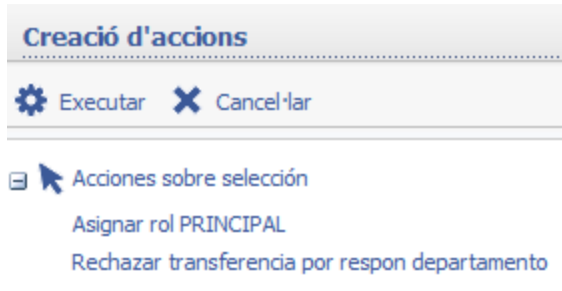 Creació d'accions
Executar Cancel·lar
Acciones sobre selección
Asignar rol PRINCIPAL
Rechazar transferencia por respon departamento